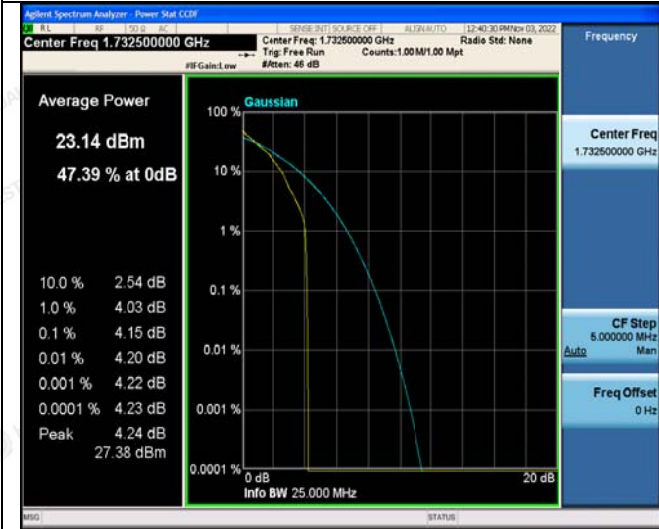 Agilent Spectrum Analyzer - Power Stat CCDF
RL RF 50 Ω AC SENSE:INT SOURCE OFF ALIGNAUTO 12:40:30 PM Nov 03, 2022
Center Freq 1.732500000 GHz
Center Freq: 1.732500000 GHz Radio Std: None
Trig: Free Run Counts:1.00 M/1.00 Mpt
#IFGain:Low #Atten: 46 dB
Frequency
Average Power
23.14 dBm
47.39 % at 0dB
10.0 % 2.54 dB
1.0 % 4.03 dB
0.1 % 4.15 dB
0.01 % 4.20 dB
0.001 % 4.22 dB
0.0001 % 4.23 dB
Peak 4.24 dB
27.38 dBm
Gaussian
100 %
10 %
1 %
0.1 %
0.01 %
0.001 %
0.0001 %
0 dB 20 dB
Info BW 25.000 MHz
Center Freq
1.732500000 GHz
CF Step
5.000000 MHz
Auto Man
Freq Offset
0 Hz
MSG STATUS